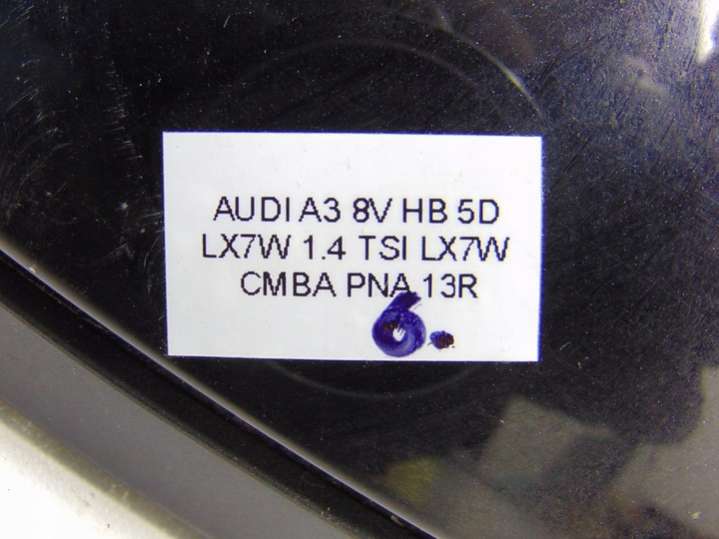 AUDI A3 8V HB 5D
LX7W 1.4 TSI LX7W
CMBA PNA 13R
6.